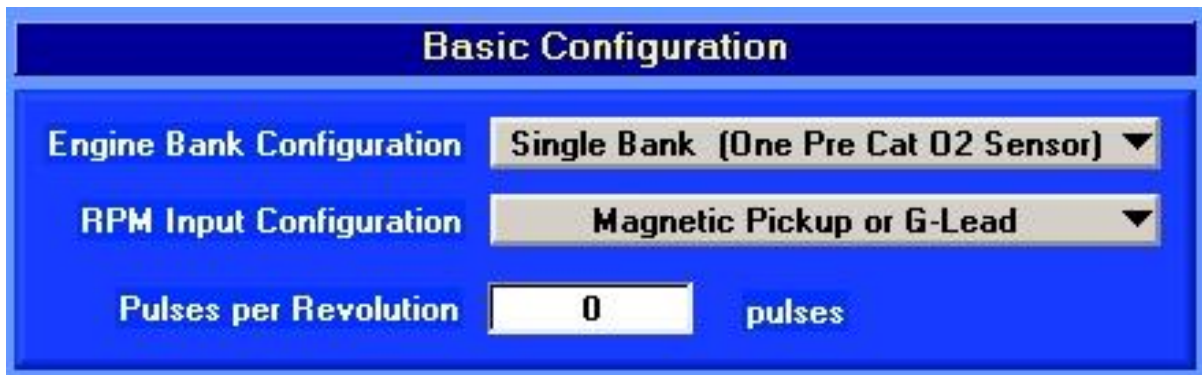 Basic Configuration
Engine Bank Configuration Single Bank (One Pre Cat O2 Sensor)
RPM Input Configuration Magnetic Pickup or G-Lead
Pulses per Revolution 0 pulses